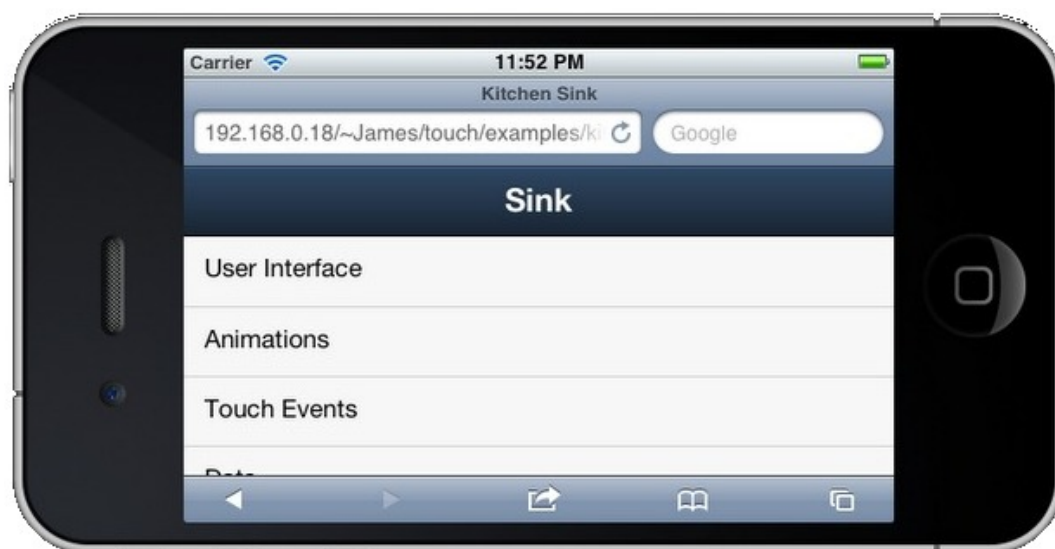 Carrier 11:52 PM
Kitchen Sink
192.168.0.18/~James/touch/examples/ki Google
Sink
User Interface
Animations
Touch Events
Data